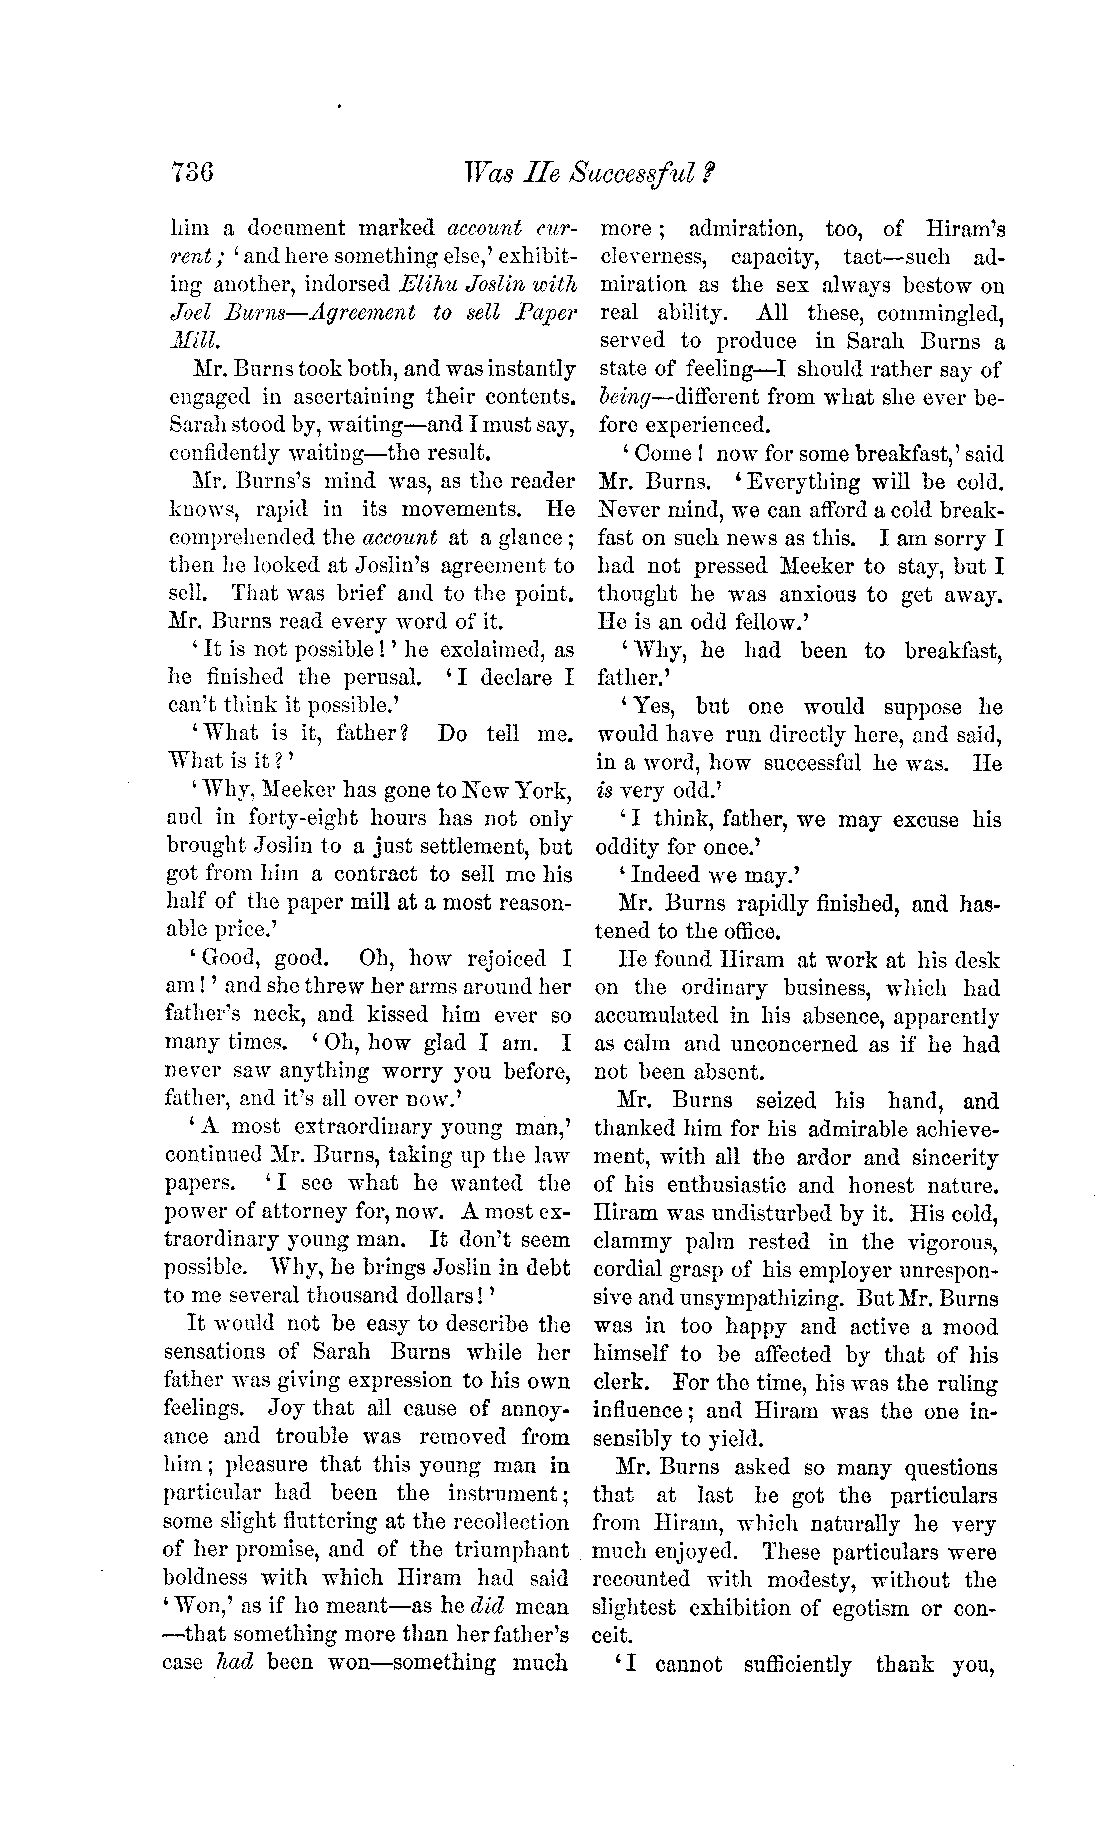 736
Was He Successful?
him a document marked account cur-
rent; 'and here something else,' exhibit-
ing another, indorsed Elihu Joslin with
Joel Burns—Agreement to sell Paper
Mill.
Mr. Burns took both, and was instantly
engaged in ascertaining their contents.
Sarah stood by, waiting—and I must say,
confidently waiting—the result.
Mr. Burns's mind was, as the reader
knows, rapid in its movements. He
comprehended the account at a glance;
then he looked at Joslin's agreement to
sell. That was brief and to the point.
Mr. Burns read every word of it.
'It is not possible!' he exclaimed, as
he finished the perusal. 'I declare I
can't think it possible.'
'What is it, father? Do tell me.
What is it?'
'Why, Meeker has gone to New York,
and in forty-eight hours has not only
brought Joslin to a just settlement, but
got from him a contract to sell me his
half of the paper mill at a most reason-
able price.'
'Good, good. Oh, how rejoiced I
am!' and she threw her arms around her
father's neck, and kissed him ever so
many times. 'Oh, how glad I am. I
never saw anything worry you before,
father, and it's all over now.'
'A most extraordinary young man,'
continued Mr. Burns, taking up the law
papers. 'I see what he wanted the
power of attorney for, now. A most ex-
traordinary young man. It don't seem
possible. Why, he brings Joslin in debt
to me several thousand dollars!'
It would not be easy to describe the
sensations of Sarah Burns while her
father was giving expression to his own
feelings. Joy that all cause of annoy-
ance and trouble was removed from
him; pleasure that this young man in
particular had been the instrument;
some slight fluttering at the recollection
of her promise, and of the triumphant
boldness with which Hiram had said
'Won,' as if he meant—as he did mean
—that something more than her father's
case had been won—something much
more; admiration, too, of Hiram's
cleverness, capacity, tact—such ad-
miration as the sex always bestow on
real ability. All these, commingled,
served to produce in Sarah Burns a
state of feeling—I should rather say of
being—different from what she ever be-
fore experienced.
'Come! now for some breakfast,' said
Mr. Burns. 'Everything will be cold.
Never mind, we can afford a cold break-
fast on such news as this. I am sorry I
had not pressed Meeker to stay, but I
thought he was anxious to get away.
He is an odd fellow.'
'Why, he had been to breakfast,
father.'
'Yes, but one would suppose he
would have run directly here, and said,
in a word, how successful he was. He
is very odd.'
'I think, father, we may excuse his
oddity for once.'
'Indeed we may.'
Mr. Burns rapidly finished, and has-
tened to the office.
He found Hiram at work at his desk
on the ordinary business, which had
accumulated in his absence, apparently
as calm and unconcerned as if he had
not been absent.
Mr. Burns seized his hand, and
thanked him for his admirable achieve-
ment, with all the ardor and sincerity
of his enthusiastic and honest nature.
Hiram was undisturbed by it. His cold,
clammy palm rested in the vigorous,
cordial grasp of his employer unrespon-
sive and unsympathizing. But Mr. Burns
was in too happy and active a mood
himself to be affected by that of his
clerk. For the time, his was the ruling
influence; and Hiram was the one in-
sensibly to yield.
Mr. Burns asked so many questions
that at last he got the particulars
from Hiram, which naturally he very
much enjoyed. These particulars were
recounted with modesty, without the
slightest exhibition of egotism or con-
ceit.
'I cannot sufficiently thank you,